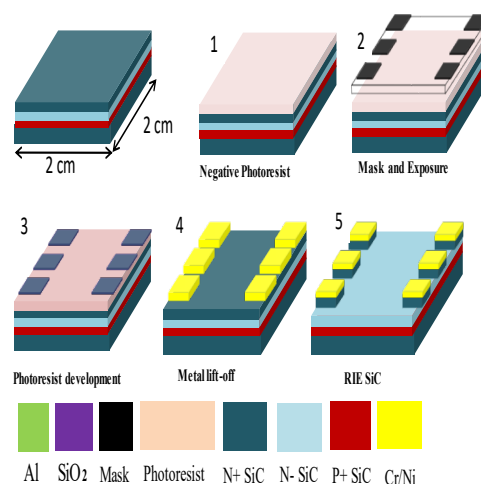 1
2
2 cm
2 cm
Negative Photoresist
Mask and Exposure
3
4
5
Photoresist development
Metal lift-off
RIE SiC
Al SiO2 Mask Photoresist N+ SiC N- SiC P+ SiC Cr/Ni